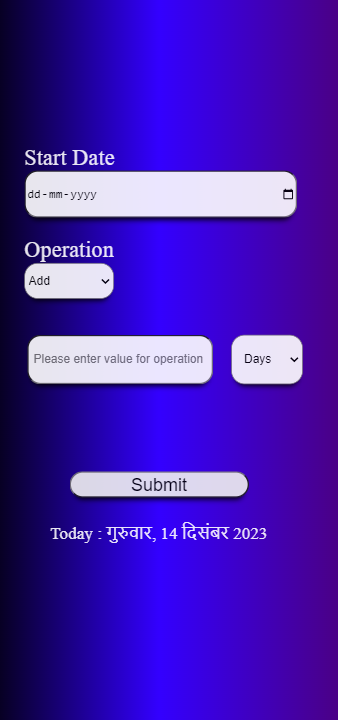 Start Date
dd-mm-yyyy
Operation
Add
Please enter value for operation
Days
Submit
Today : गुरुवार, 14 दिसंबर 2023